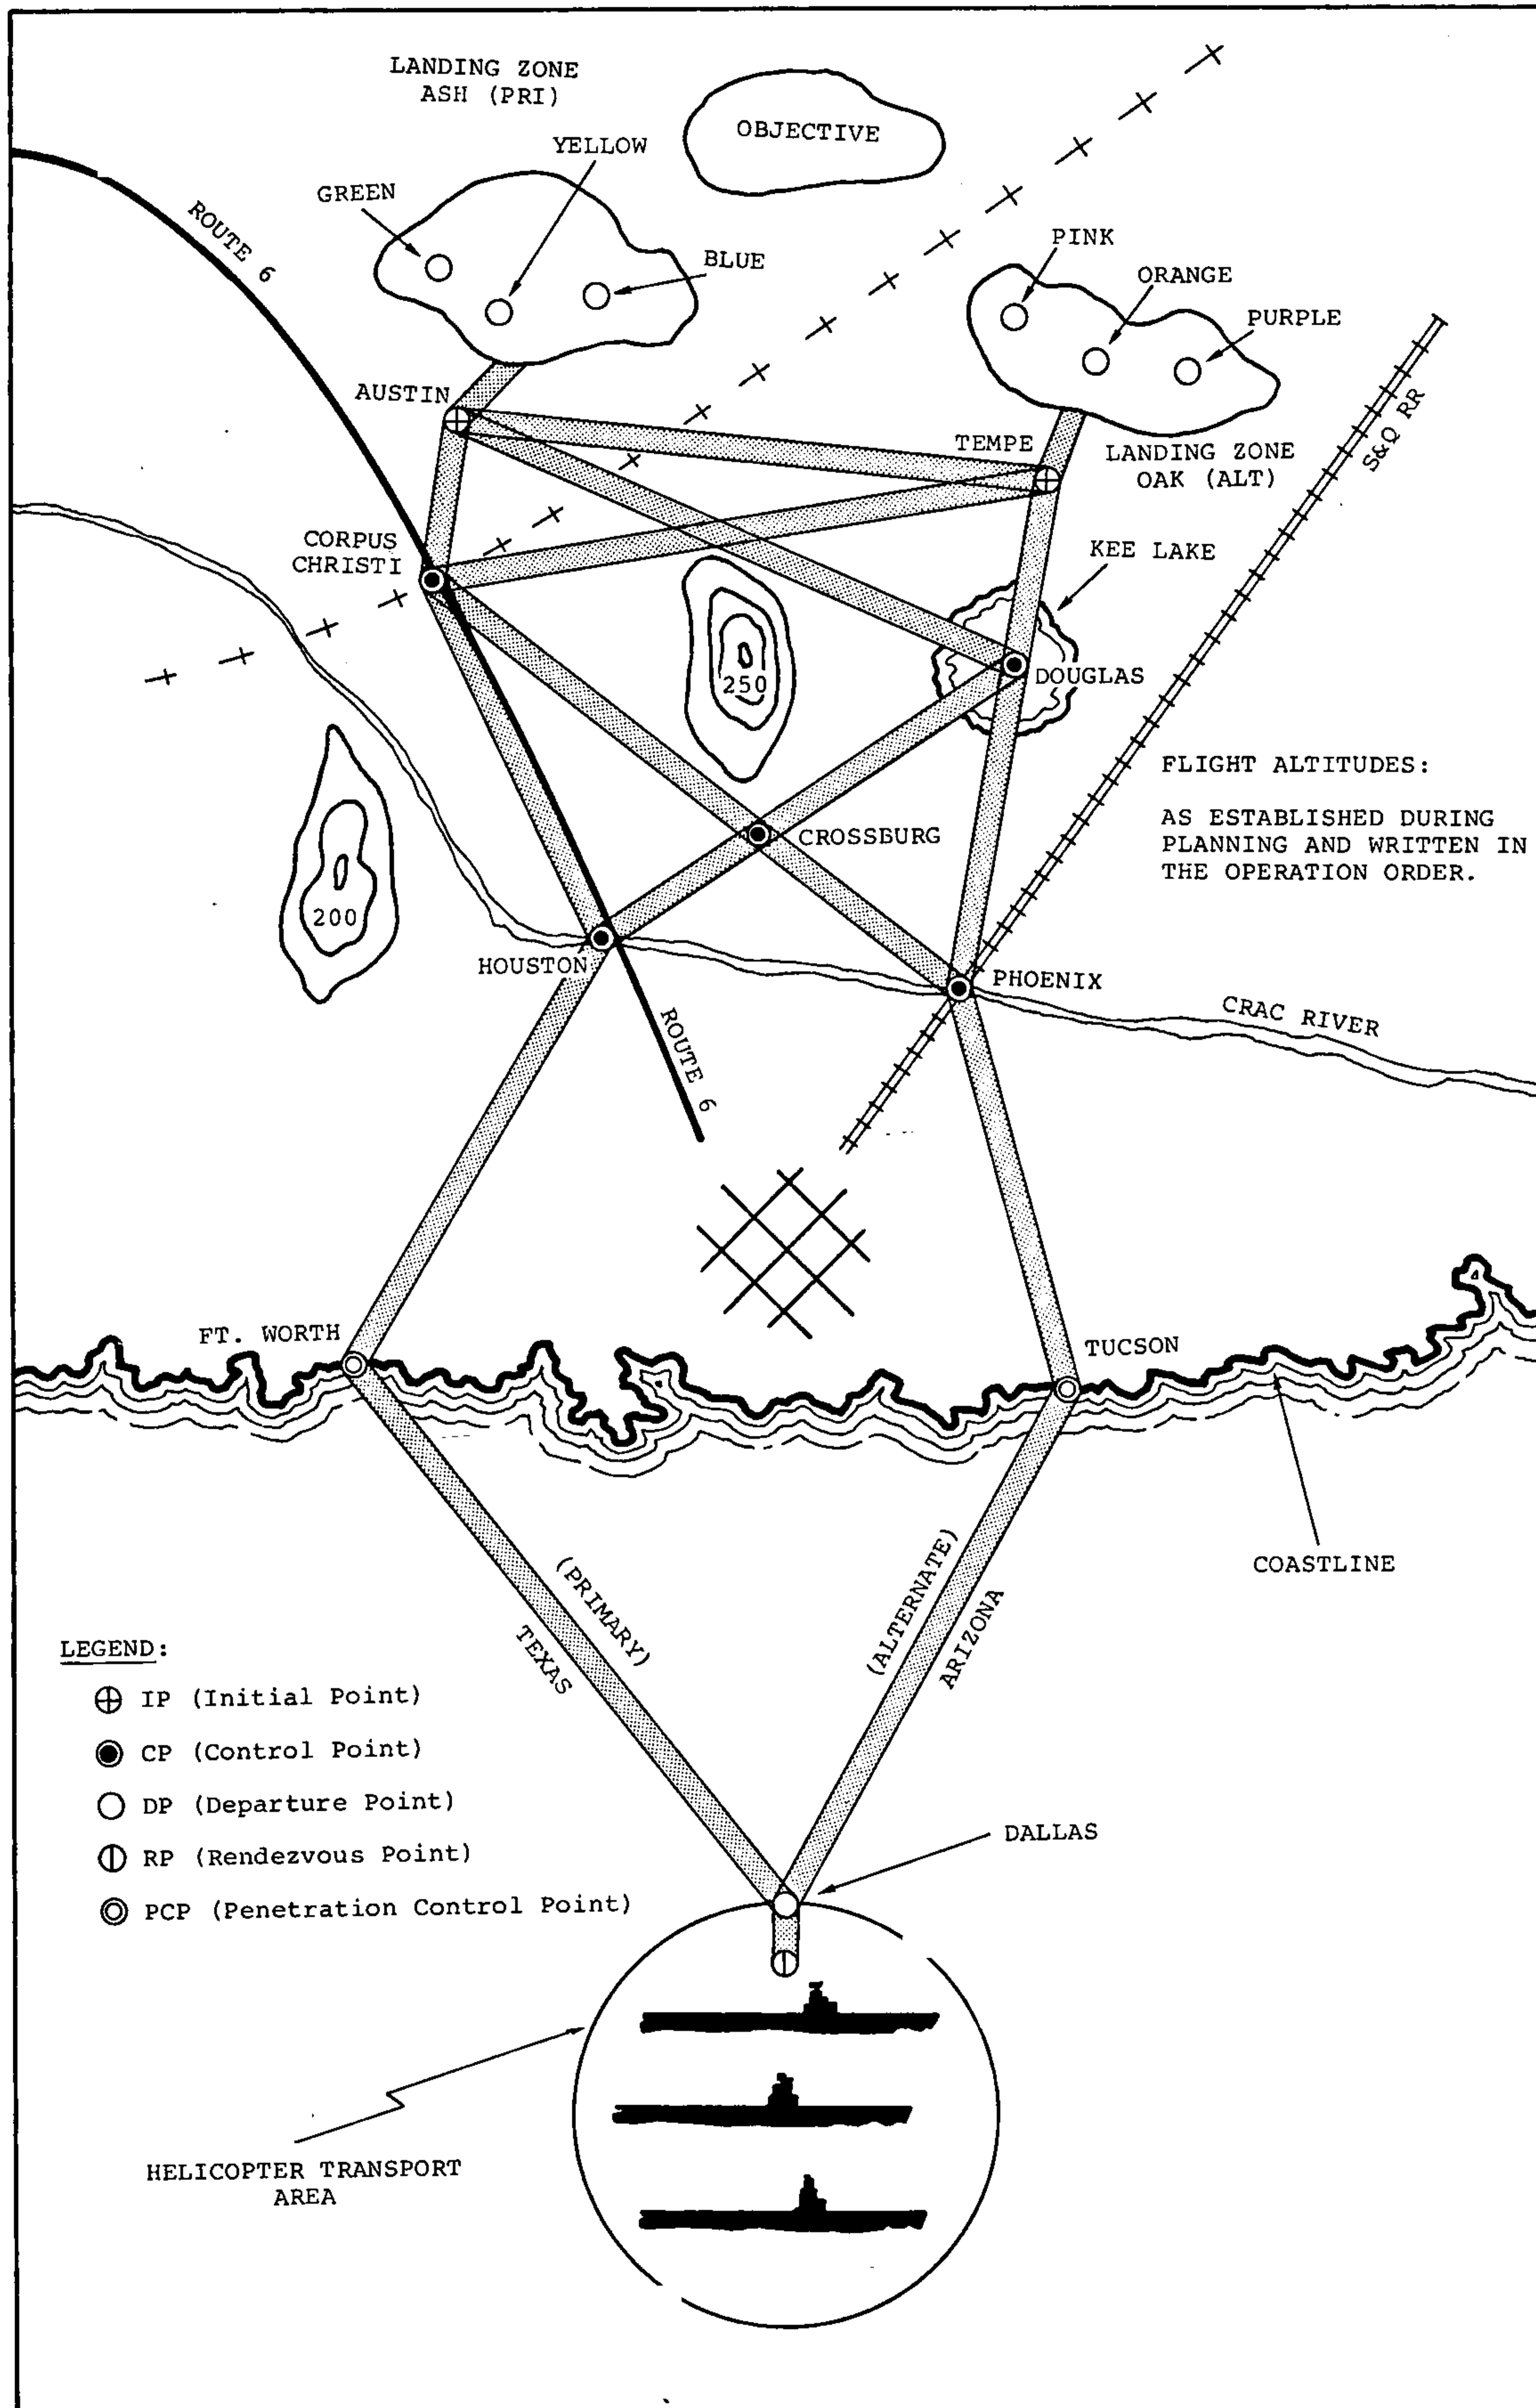 LANDING ZONE
ASH (PRI)
OBJECTIVE
YELLOW
GREEN
ROUTE 6
BLUE
PINK
ORANGE
PURPLE
AUSTIN
TEMPE
LANDING ZONE
OAK (ALT)
S&Q RR
CORPUS
CHRISTI
KEE LAKE
250
DOUGLAS
FLIGHT ALTITUDES:
AS ESTABLISHED DURING
PLANNING AND WRITTEN IN
THE OPERATION ORDER.
CROSSBURG
200
HOUSTON
PHOENIX
CRAC RIVER
ROUTE 6
FT. WORTH
TUCSON
COASTLINE
(PRIMARY)
TEXAS
(ALTERNATE)
ARIZONA
LEGEND:
IP (Initial Point)
CP (Control Point)
DP (Departure Point)
RP (Rendezvous Point)
PCP (Penetration Control Point)
DALLAS
HELICOPTER TRANSPORT
AREA